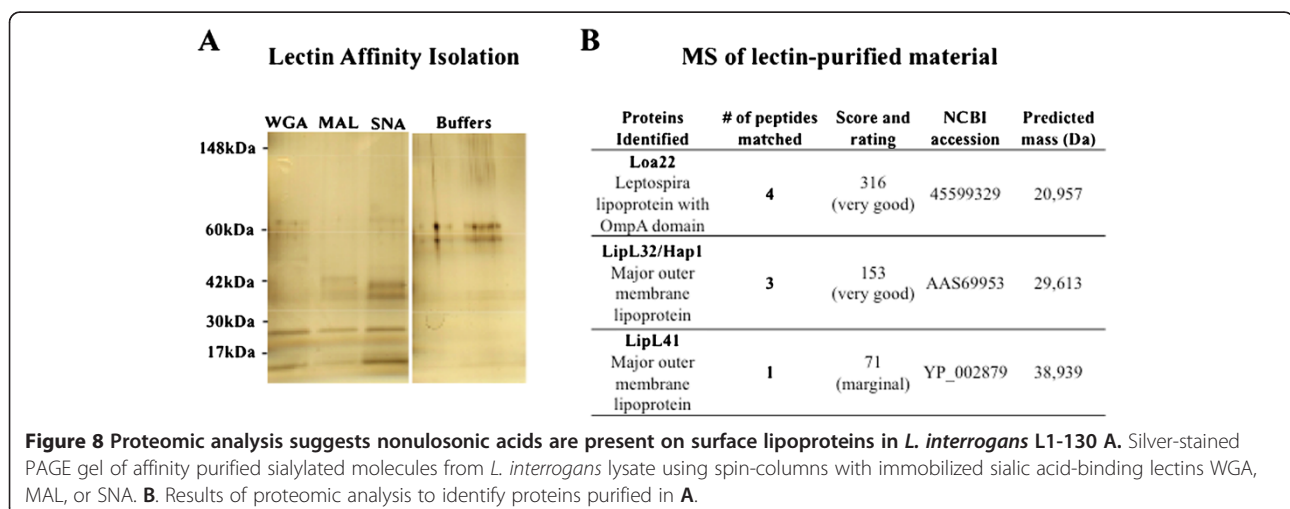 A
Lectin Affinity Isolation
WGA MAL SNA Buffers
148kDa
60kDa
42kDa
30kDa
17kDa
B
MS of lectin-purified material
Proteins Identified
# of peptides matched
Score and rating
NCBI accession
Predicted mass (Da)
Loa22
Leptospira
lipoprotein with
OmpA domain
4
316
(very good)
45599329
20,957
LipL32/Hap1
Major outer
membrane
lipoprotein
3
153
(very good)
AAS69953
29,613
LipL41
Major outer
membrane
lipoprotein
1
71
(marginal)
YP_002879
38,939
Figure 8 Proteomic analysis suggests nonulosonic acids are present on surface lipoproteins in L. interrogans L1-130 A. Silver-stained
PAGE gel of affinity purified sialylated molecules from L. interrogans lysate using spin-columns with immobilized sialic acid-binding lectins WGA,
MAL, or SNA. B. Results of proteomic analysis to identify proteins purified in A.